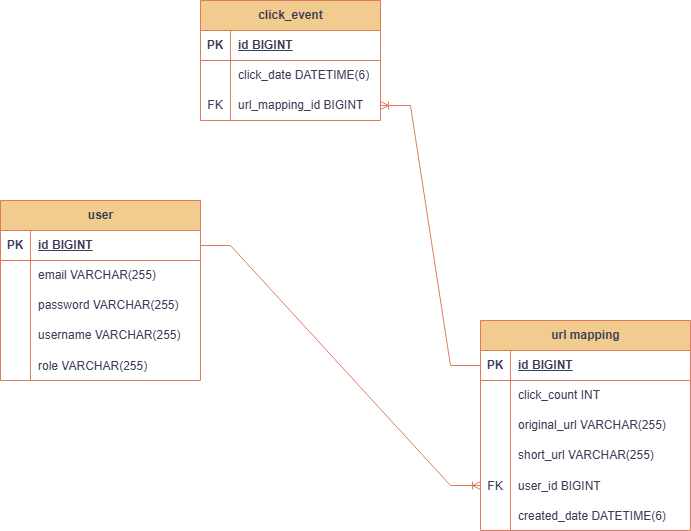 click_event
PK id BIGINT
click_date DATETIME(6)
FK url_mapping_id BIGINT
user
PK id BIGINT
email VARCHAR(255)
password VARCHAR(255)
username VARCHAR(255)
role VARCHAR(255)
url mapping
PK id BIGINT
click_count INT
original_url VARCHAR(255)
short_url VARCHAR(255)
FK user_id BIGINT
created_date DATETIME(6)